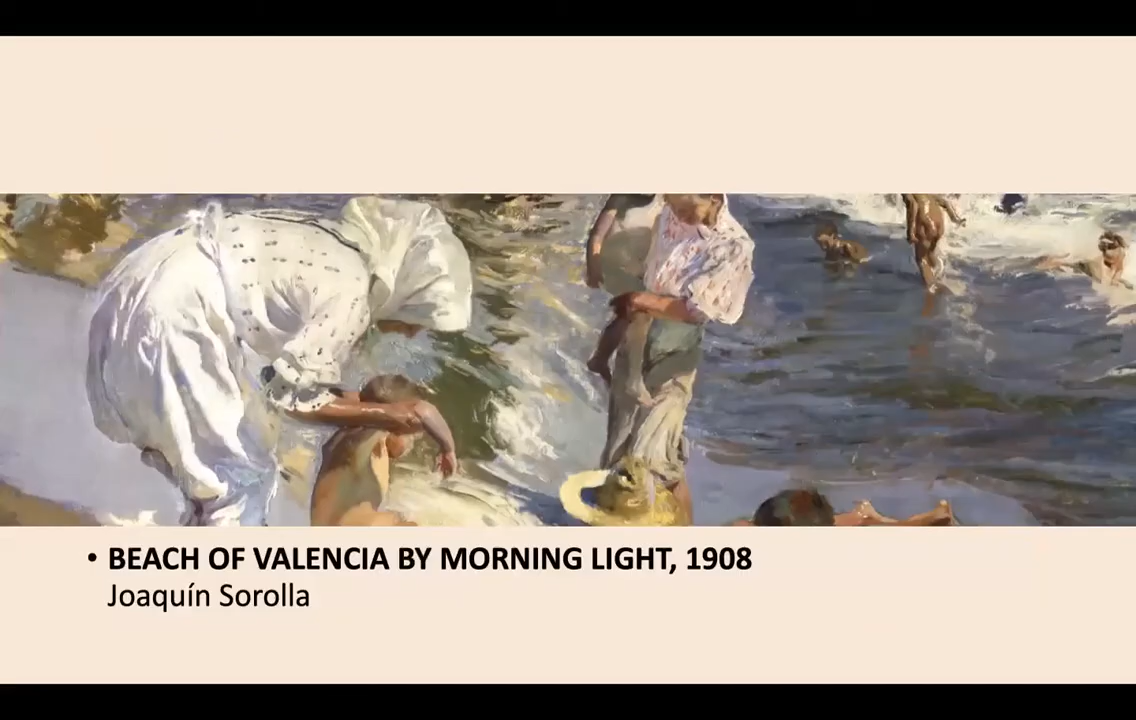 • BEACH OF VALENCIA BY MORNING LIGHT, 1908
Joaquín Sorolla